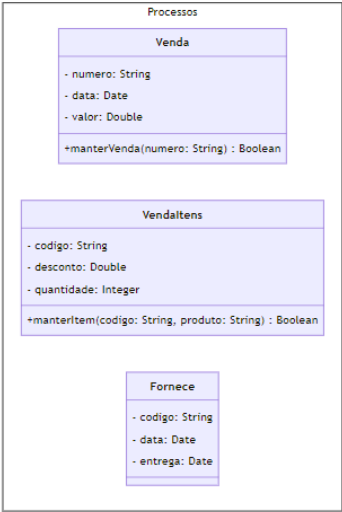 Processos
Venda
- numero: String
- data: Date
- valor: Double
+manterVenda(numero: String) : Boolean
VendaItens
- codigo: String
- desconto: Double
- quantidade: Integer
+manterItem(codigo: String, produto: String) : Boolean
Fornece
- codigo: String
- data: Date
- entrega: Date